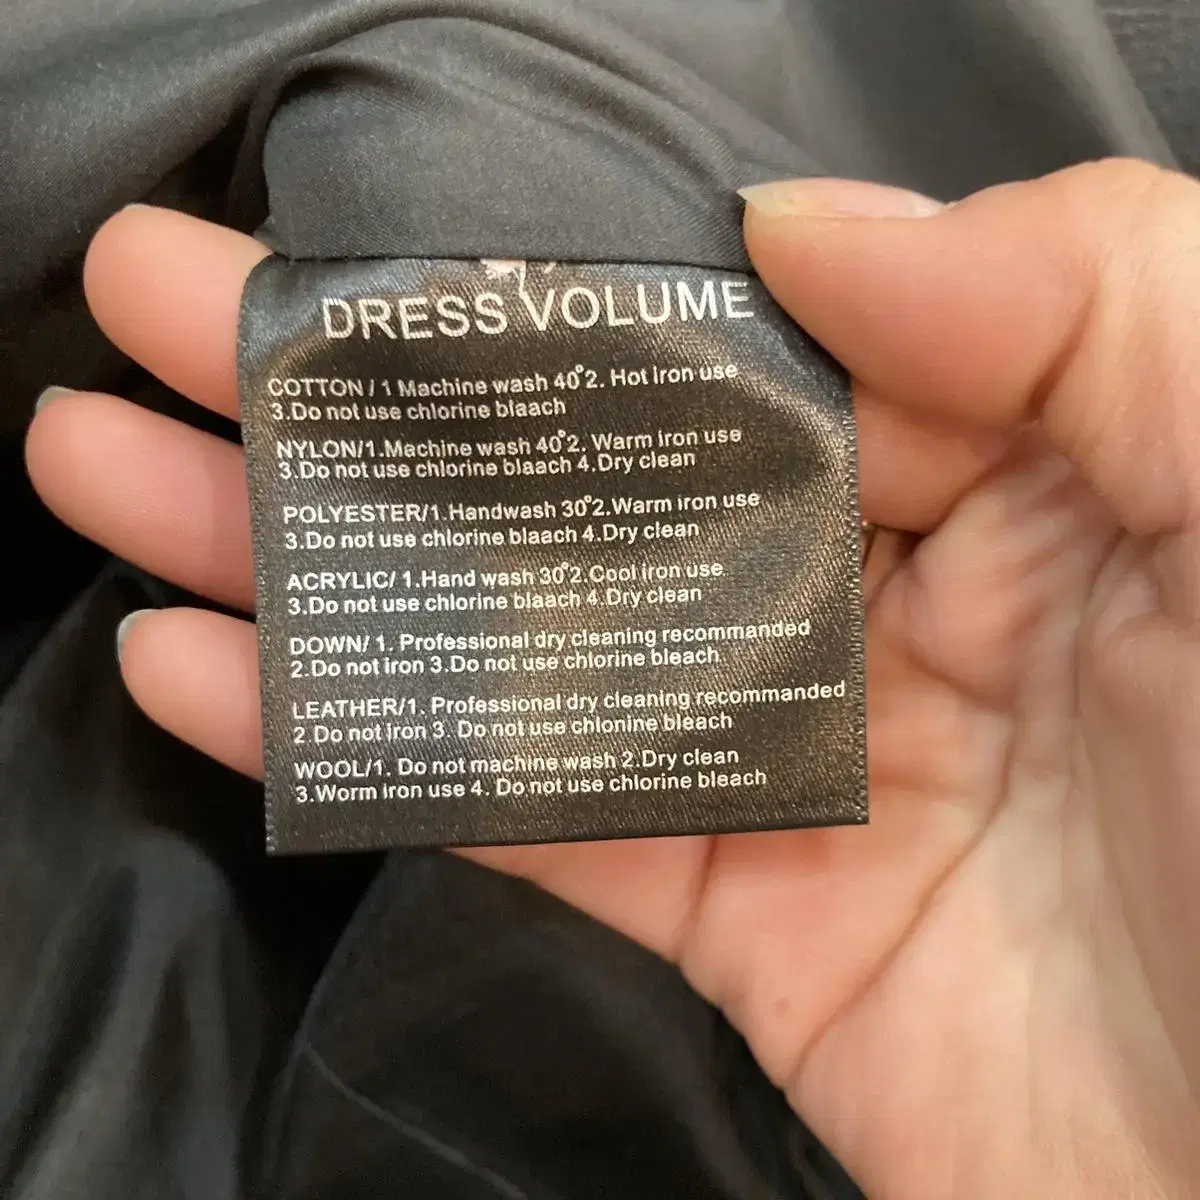 DRESS VOLUME
COTTON / 1 Machine wash 40°2. Hot iron use
3.Do not use chlorine blaach
NYLON/1.Machine wash 40°2. Warm iron use
3.Do not use chlorine blaach 4.Dry clean
POLYESTER/1.Handwash 30°2.Warm iron use
3.Do not use chlorine blaach 4.Dry clean
ACRYLIC/ 1.Hand wash 30°2.Cool iron use
3.Do not use chlorine blaach 4.Dry clean
DOWN/ 1. Professional dry cleaning recommanded
2.Do not iron 3.Do not use chlorine bleach
LEATHER/1. Professional dry cleaning recommanded
2.Do not iron 3. Do not use chlonine bleach
WOOL/1. Do not machine wash 2.Dry clean
3.Worm iron use 4. Do not use chlorine bleach